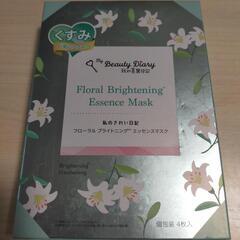 くすみ
My Beauty Diary
我的美麗日記
Floral Brightening
Essence Mask
私のきれい日記
フローラル ブライトニング エッセンスマスク
Brightening
Moisturizing
個包装 4枚入